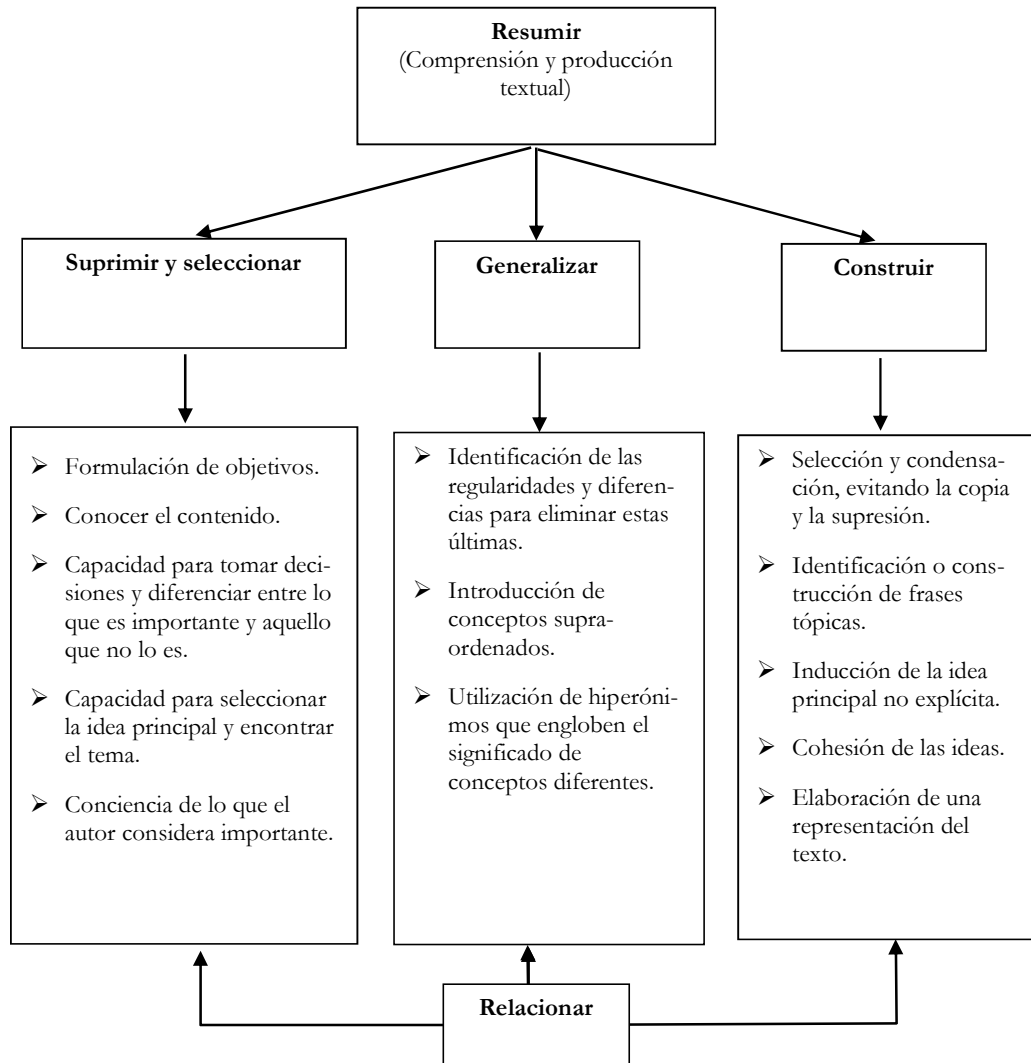 Resumir
(Comprensión y producción
textual)
Suprimir y seleccionar
Generalizar
Construir
➢ Formulación de objetivos.
➢ Conocer el contenido.
➢ Capacidad para tomar deci-
siones y diferenciar entre lo
que es importante y aquello
que no lo es.
➢ Capacidad para seleccionar
la idea principal y encontrar
el tema.
➢ Conciencia de lo que el
autor considera importante.
➢ Identificación de las
regularidades y diferen-
cias para eliminar estas
últimas.
➢ Introducción de
conceptos supra-
ordenados.
➢ Utilización de hiperóni-
mos que engloben el
significado de
conceptos diferentes.
➢ Selección y condensa-
ción, evitando la copia
y la supresión.
➢ Identificación o cons-
trucción de frases
tópicas.
➢ Inducción de la idea
principal no explícita.
➢ Cohesión de las ideas.
➢ Elaboración de una
representación del
texto.
Relacionar